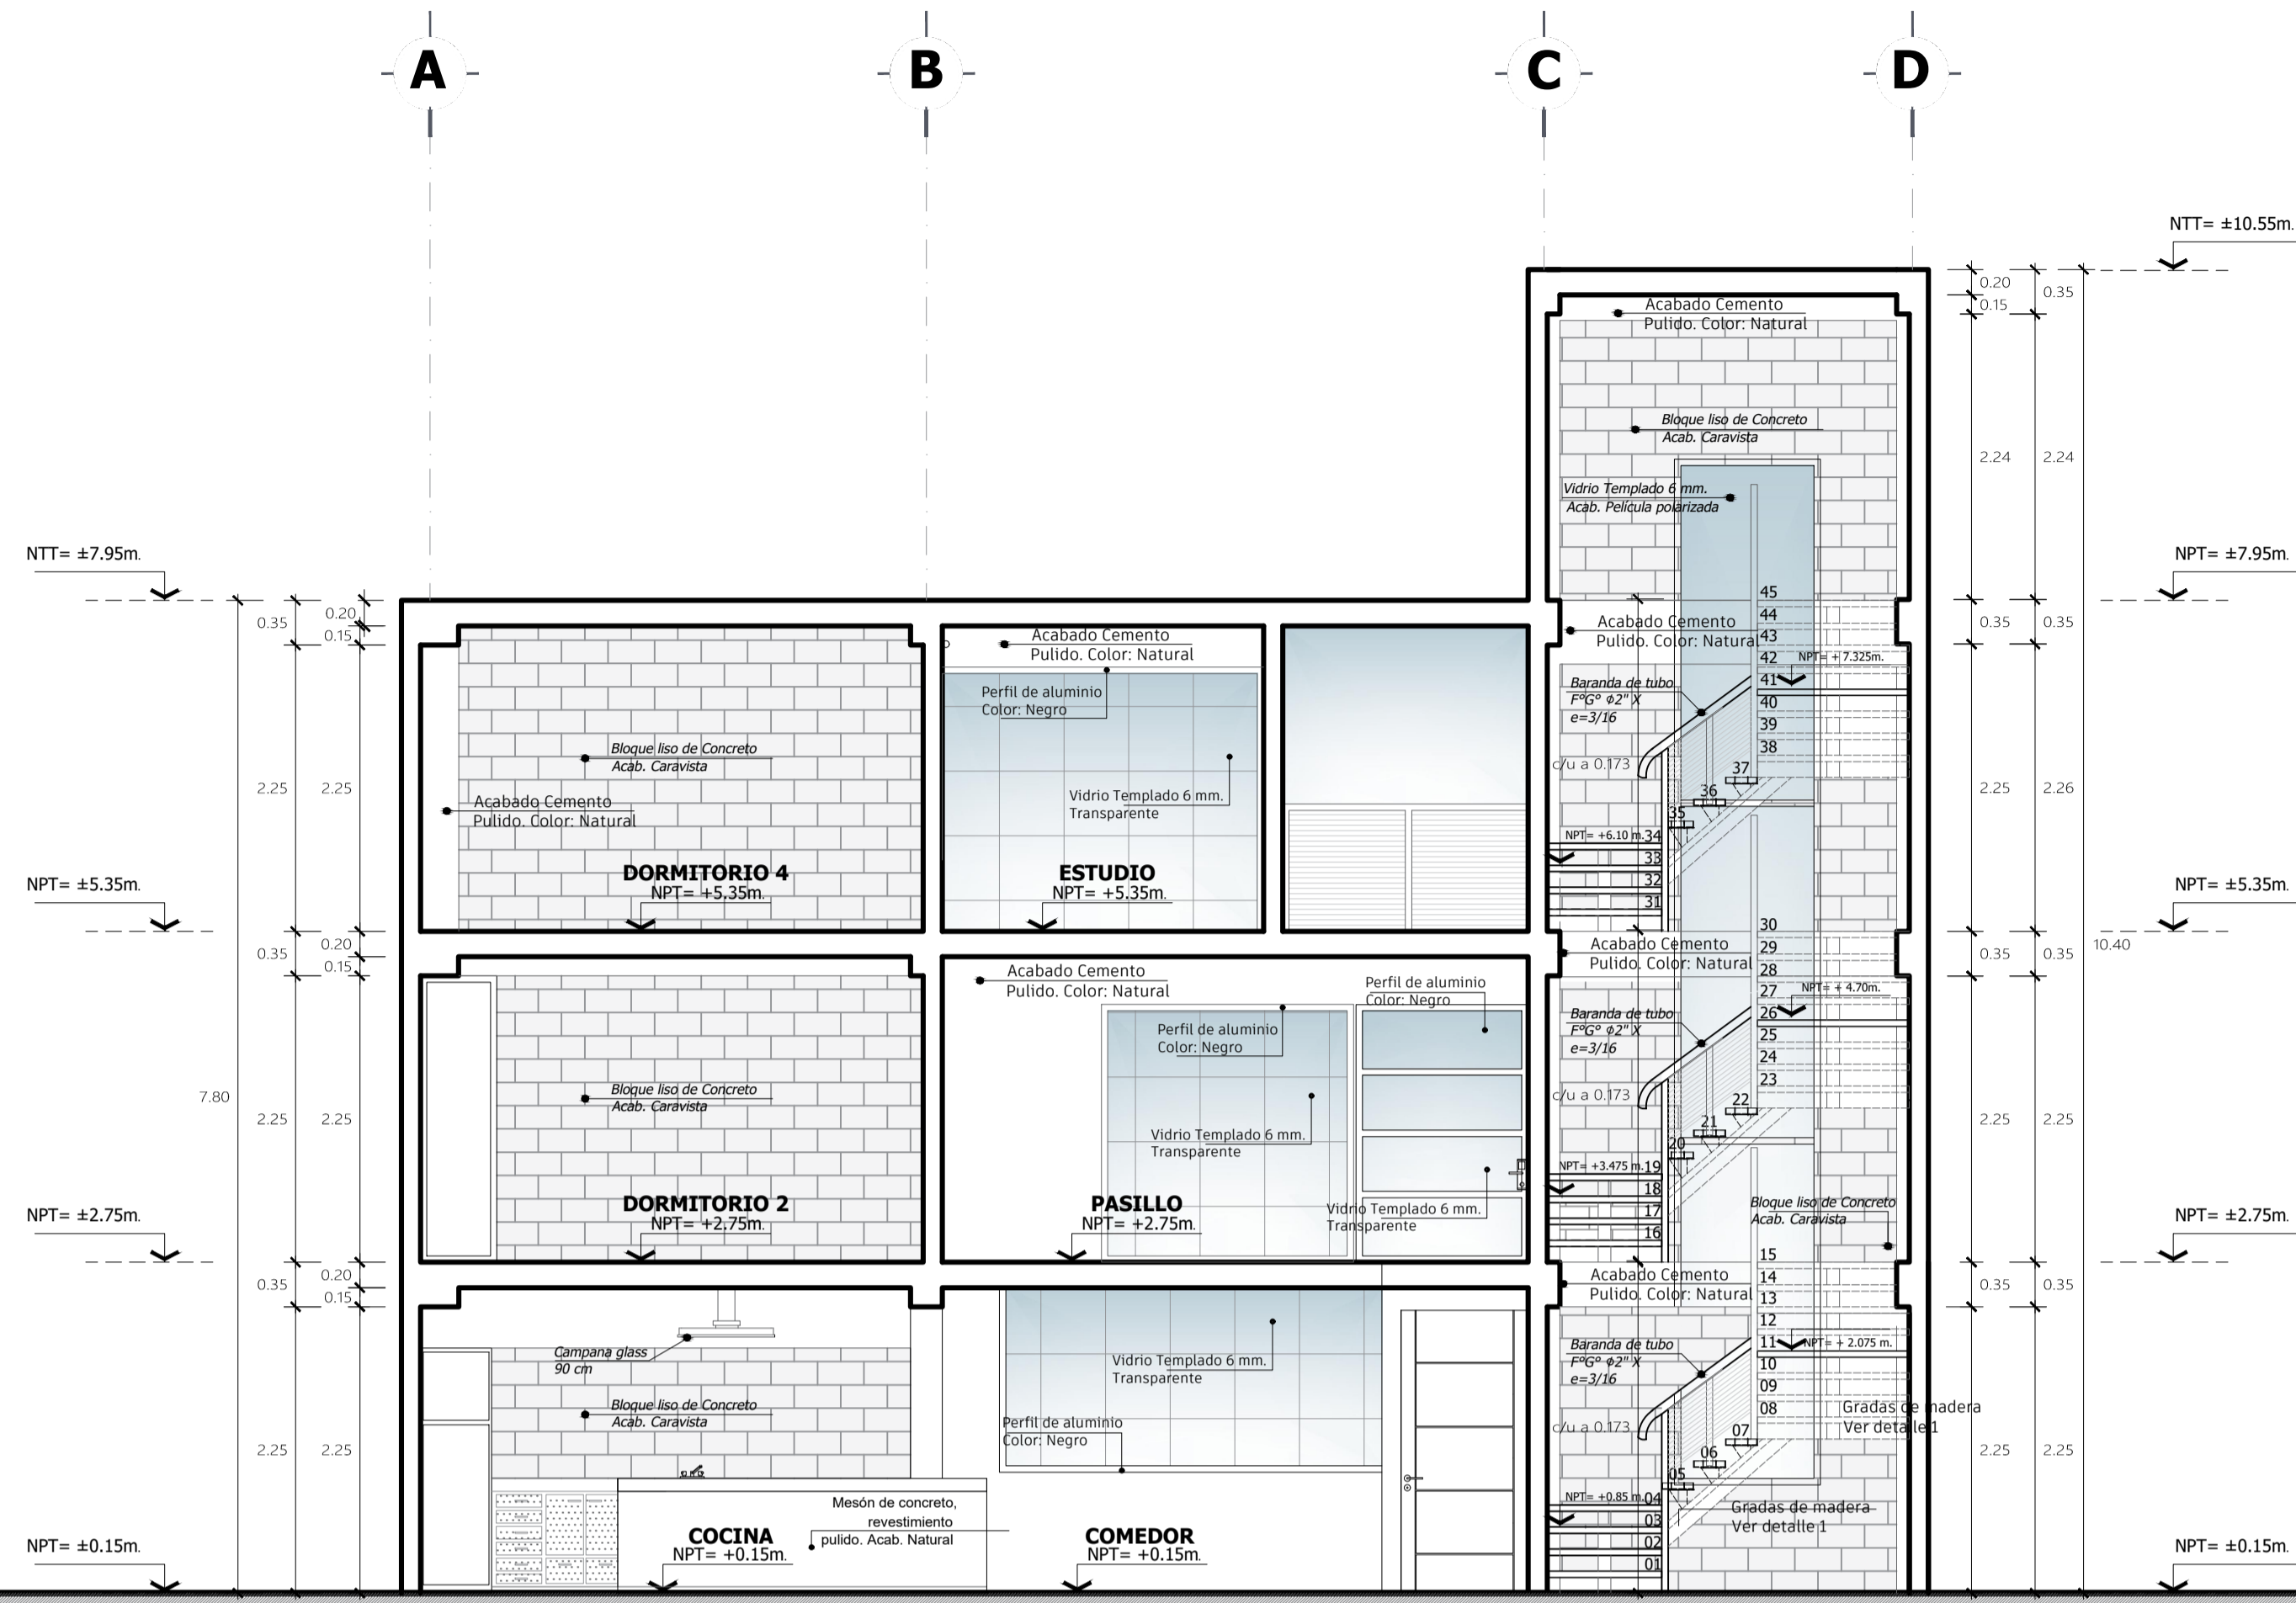 A
B
C
D
NTT= ±10.55m.
0.20
0.35
0.15
Acabado Cemento
Pulido. Color: Natural
Bloque liso de Concreto
Acab. Caravista
2.24
2.24
Vidrio Templado 6 mm.
Acab. Película polarizada
NTT= ±7.95m.
NPT= ±7.95m.
45
44
43
42
41
40
39
38
37
36
35
34
33
32
31
0.35
0.20
0.15
Acabado Cemento
Pulido. Color: Natural
Acabado Cemento
Pulido. Color: Natural
0.35
0.35
NPT= + 7.325m.
Perfil de aluminio
Color: Negro
Baranda de tubo
F°G° ϕ2" X
e=3/16
Bloque liso de Concreto
Acab. Caravista
c/u a 0.173
2.25
2.25
Acabado Cemento
Pulido. Color: Natural
Vidrio Templado 6 mm.
Transparente
2.25
2.26
NPT= +6.10 m.
DORMITORIO 4
NPT= +5.35m.
ESTUDIO
NPT= +5.35m.
NPT= ±5.35m.
NPT= ±5.35m.
30
29
28
27
26
25
24
23
22
21
20
19
18
17
16
0.35
0.20
0.15
Acabado Cemento
Pulido. Color: Natural
Acabado Cemento
Pulido. Color: Natural
0.35
0.35
10.40
Perfil de aluminio
Color: Negro
NPT= + 4.70m.
Perfil de aluminio
Color: Negro
Baranda de tubo
F°G° ϕ2" X
e=3/16
Bloque liso de Concreto
Acab. Caravista
c/u a 0.173
7.80
2.25
2.25
Vidrio Templado 6 mm.
Transparente
2.25
2.25
NPT= +3.475 m.
DORMITORIO 2
NPT= +2.75m.
PASILLO
NPT= +2.75m.
Vidrio Templado 6 mm.
Transparente
Bloque liso de Concreto
Acab. Caravista
NPT= ±2.75m.
NPT= ±2.75m.
15
14
13
12
11
10
09
08
07
06
05
04
03
02
01
0.35
0.20
0.15
Acabado Cemento
Pulido. Color: Natural
0.35
0.35
NPT= + 2.075 m.
Campana glass
90 cm
Vidrio Templado 6 mm.
Transparente
Baranda de tubo
F°G° ϕ2" X
e=3/16
Bloque liso de Concreto
Acab. Caravista
Perfil de aluminio
Color: Negro
c/u a 0.173
Gradas de madera
Ver detalle 1
2.25
2.25
2.25
2.25
NPT= +0.85 m.
Mesón de concreto,
revestimiento
pulido. Acab. Natural
Gradas de madera
Ver detalle 1
COCINA
NPT= +0.15m.
COMEDOR
NPT= +0.15m.
NPT= ±0.15m.
NPT= ±0.15m.